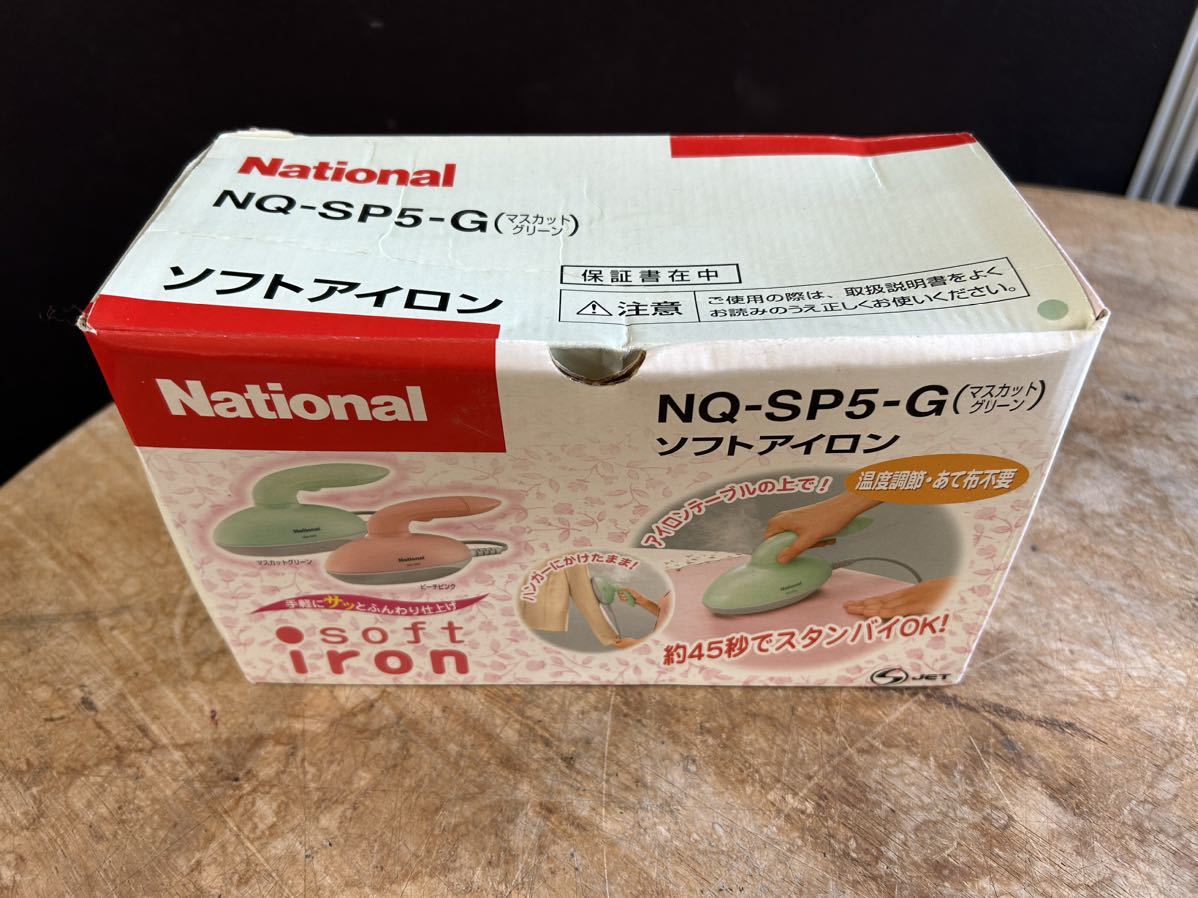 National
NQ-SP5-G(マスカットグリーン)
ソフトアイロン
保証書在中
注意
ご使用の際は、取扱説明書をよく
お読みのうえ正しくお使いください。
National
NQ-SP5-G(マスカットグリーン)
ソフトアイロン
温度調節・あて布不要
アイロンテーブルの上で!
ハンガーにかけたまま!
約45秒でスタンバイOK!
National
マスカットグリーン
National
ピーチピンク
National
手軽にサッとふんわり仕上げ
soft
iron
JET